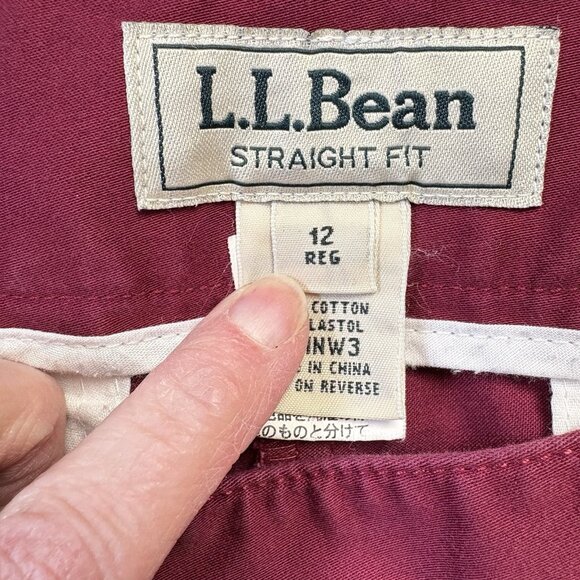 L.L.Bean
STRAIGHT FIT
12
REG
COTTON
LASTOL
NW3
IN CHINA
ON REVERSE
のものと分けて